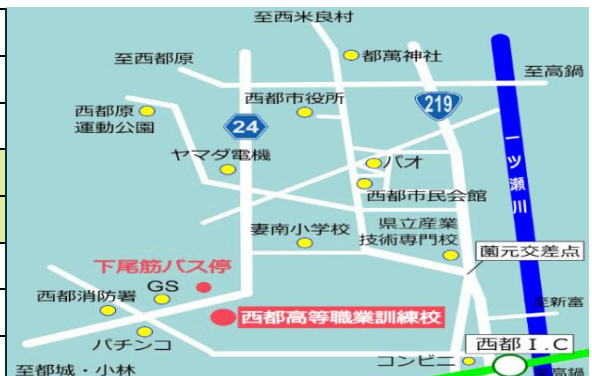 至西米良村
都萬神社
至西都原
至高鍋
西都市役所
西都原
運動公園
24
219
ヤマダ電機
パオ
一ツ瀬川
西都市民会館
妻南小学校
県立産業
技術専門校
薗元交差点
下尾筋バス停
GS
西都消防署
西都高等職業訓練校
至新富
パチンコ
西都 I.C
コンビニ
至都城・小林
至高鍋